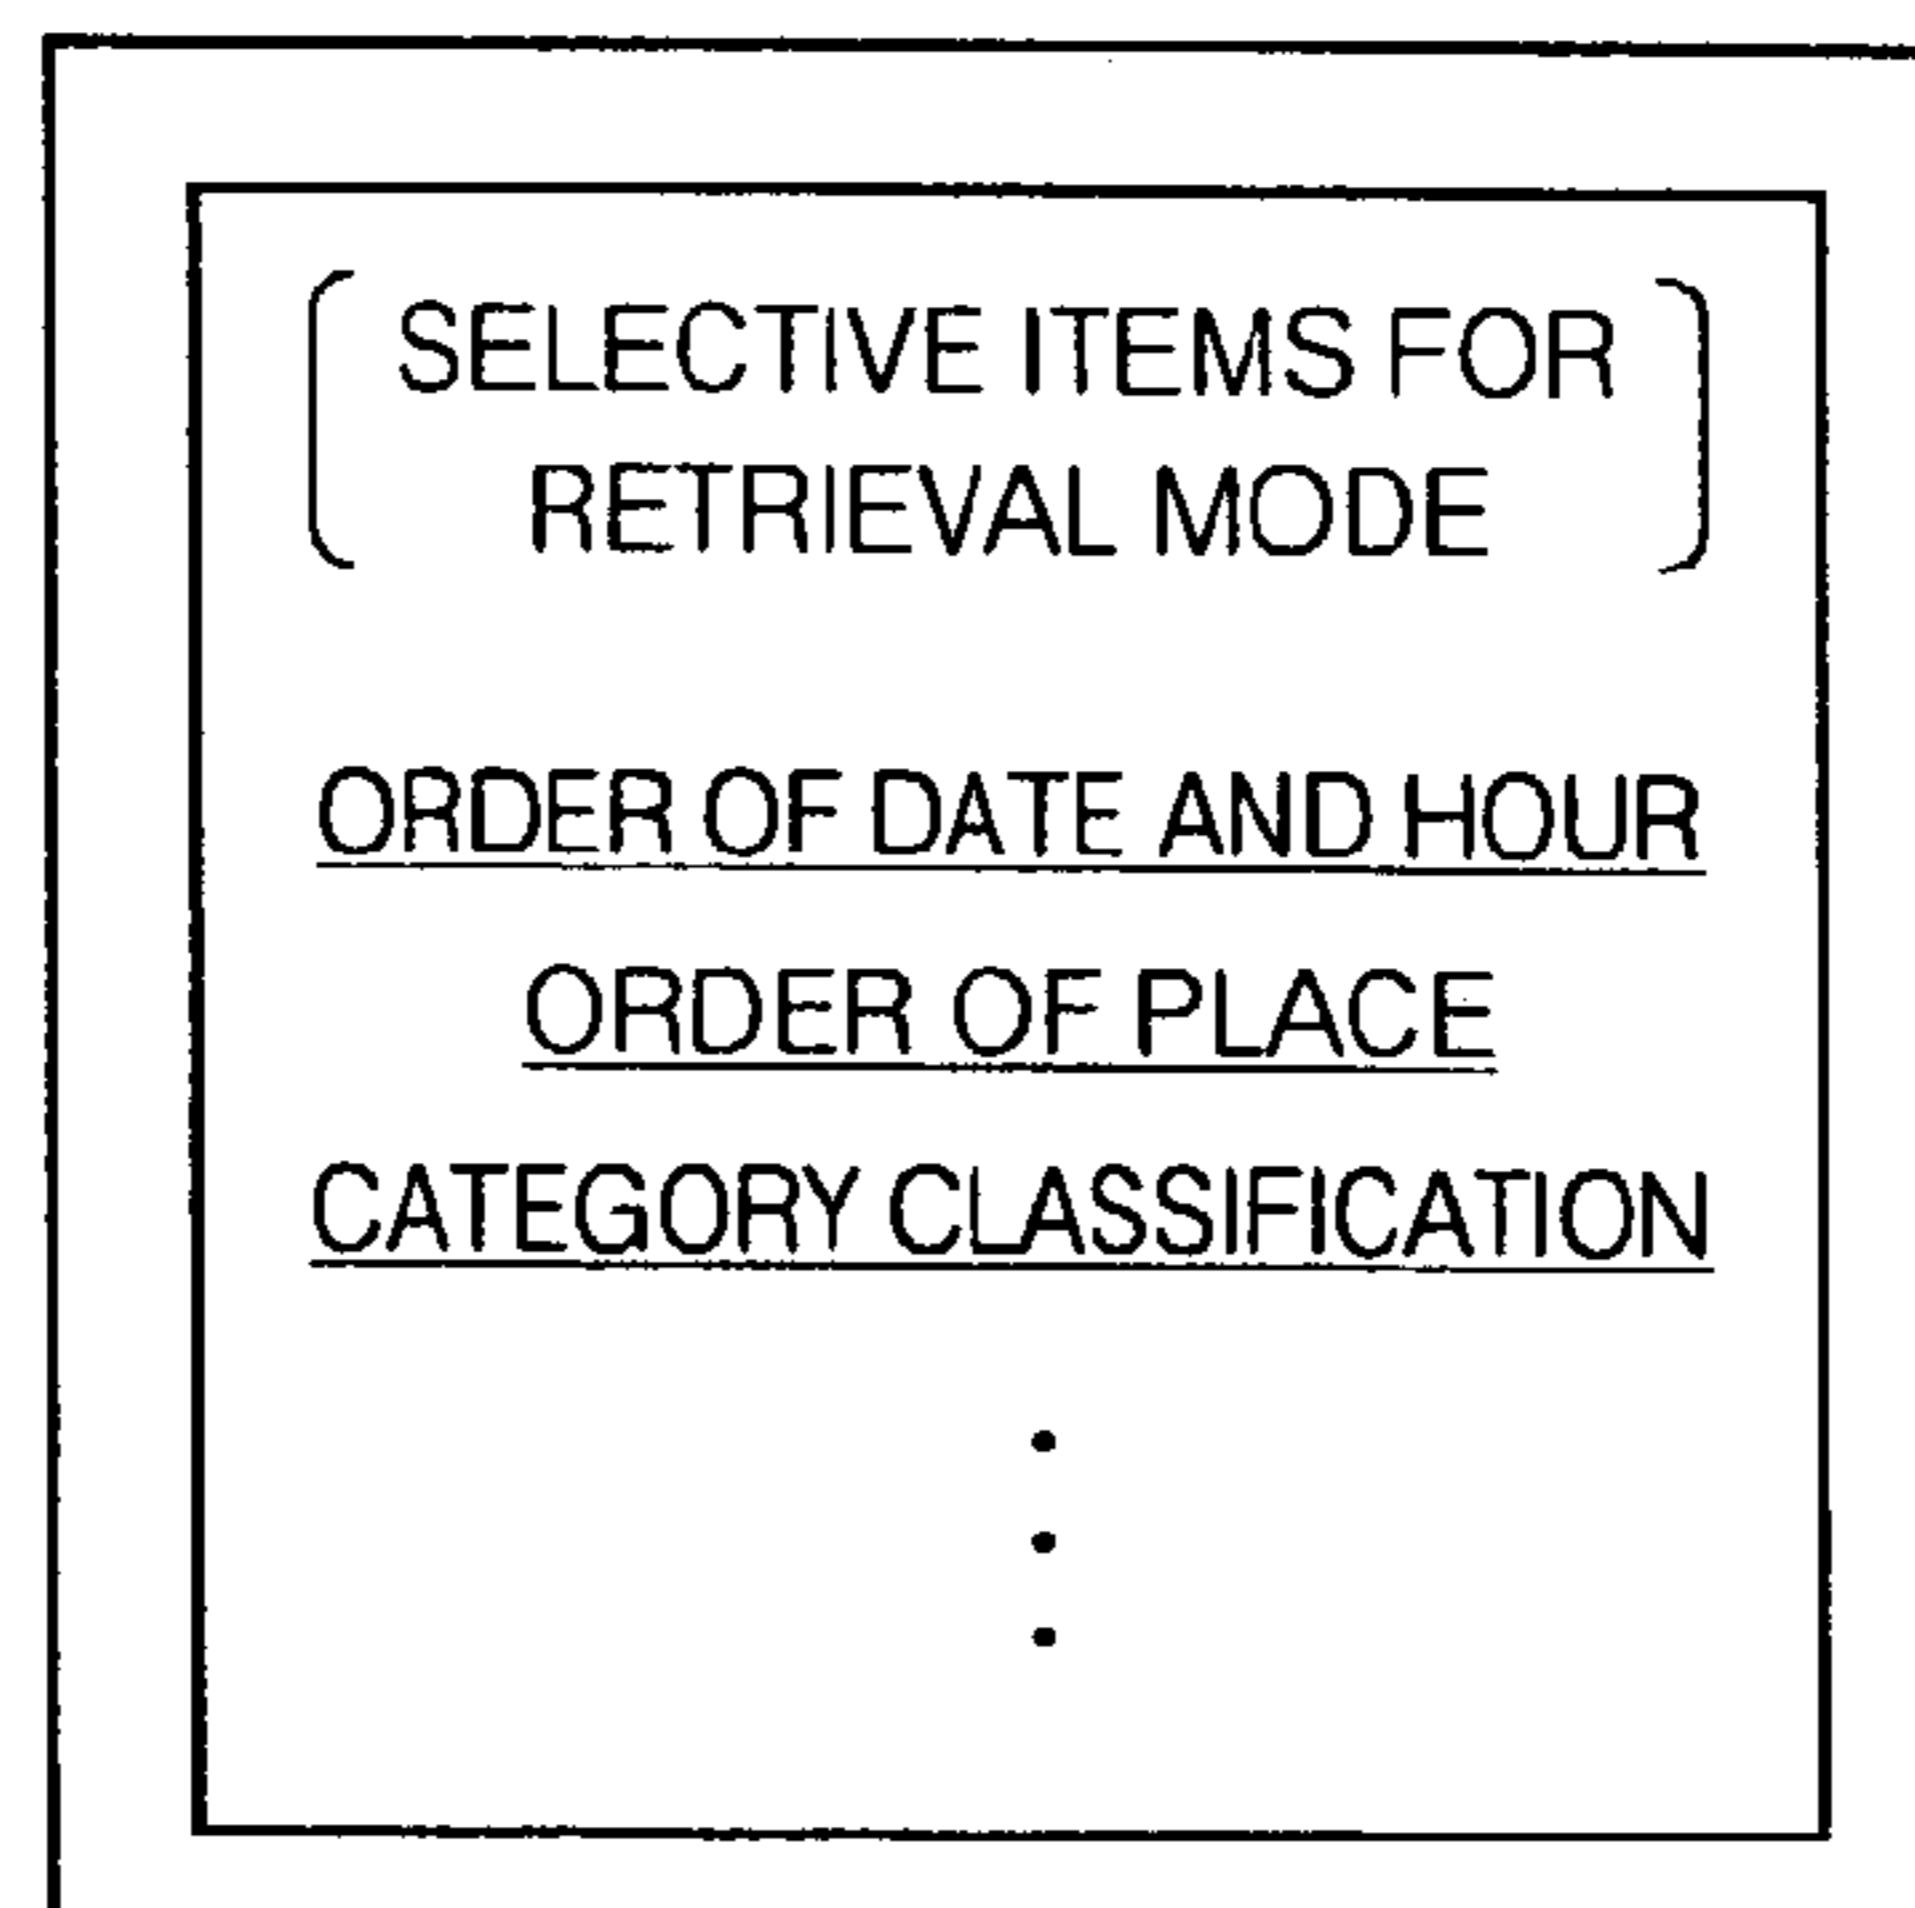 SELECTIVE ITEMS FOR
RETRIEVAL MODE
ORDER OF DATE AND HOUR
ORDER OF PLACE
CATEGORY CLASSIFICATION